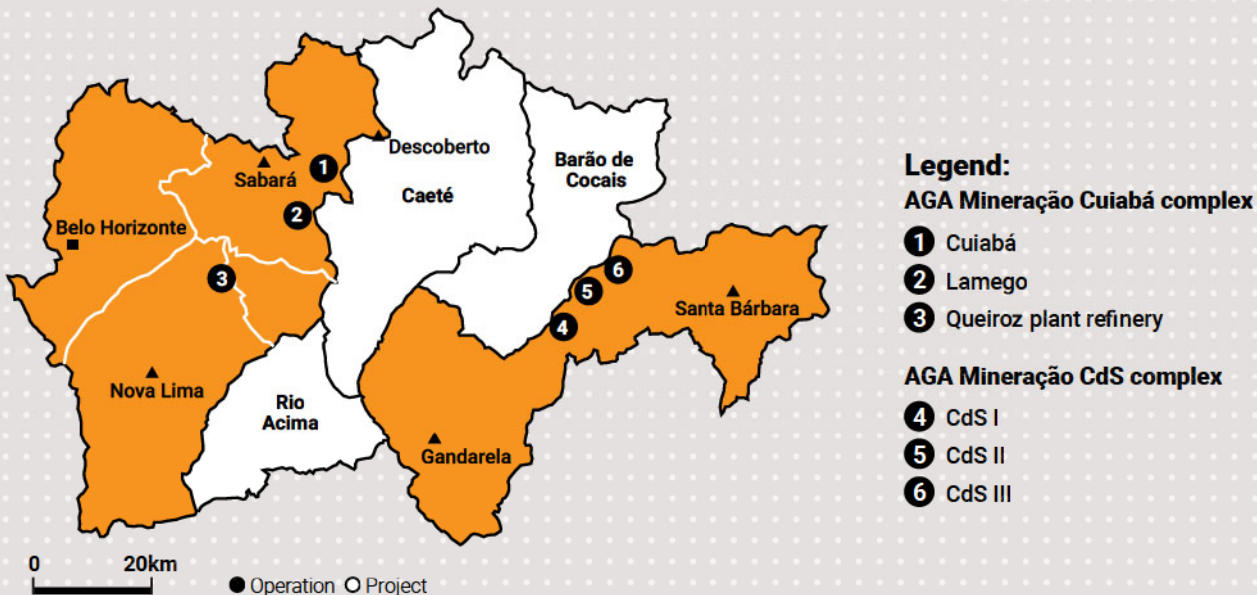 Descoberto
Barão de
Cocais
1
Sabará
Caeté
2
Belo Horizonte
3
6
5
Santa Bárbara
4
Nova Lima
Rio
Acima
Gandarela
0 20km
Operation Project
Legend:
AGA Mineração Cuiabá complex
1 Cuiabá
2 Lamego
3 Queiroz plant refinery
AGA Mineração CdS complex
4 CdS I
5 CdS II
6 CdS III